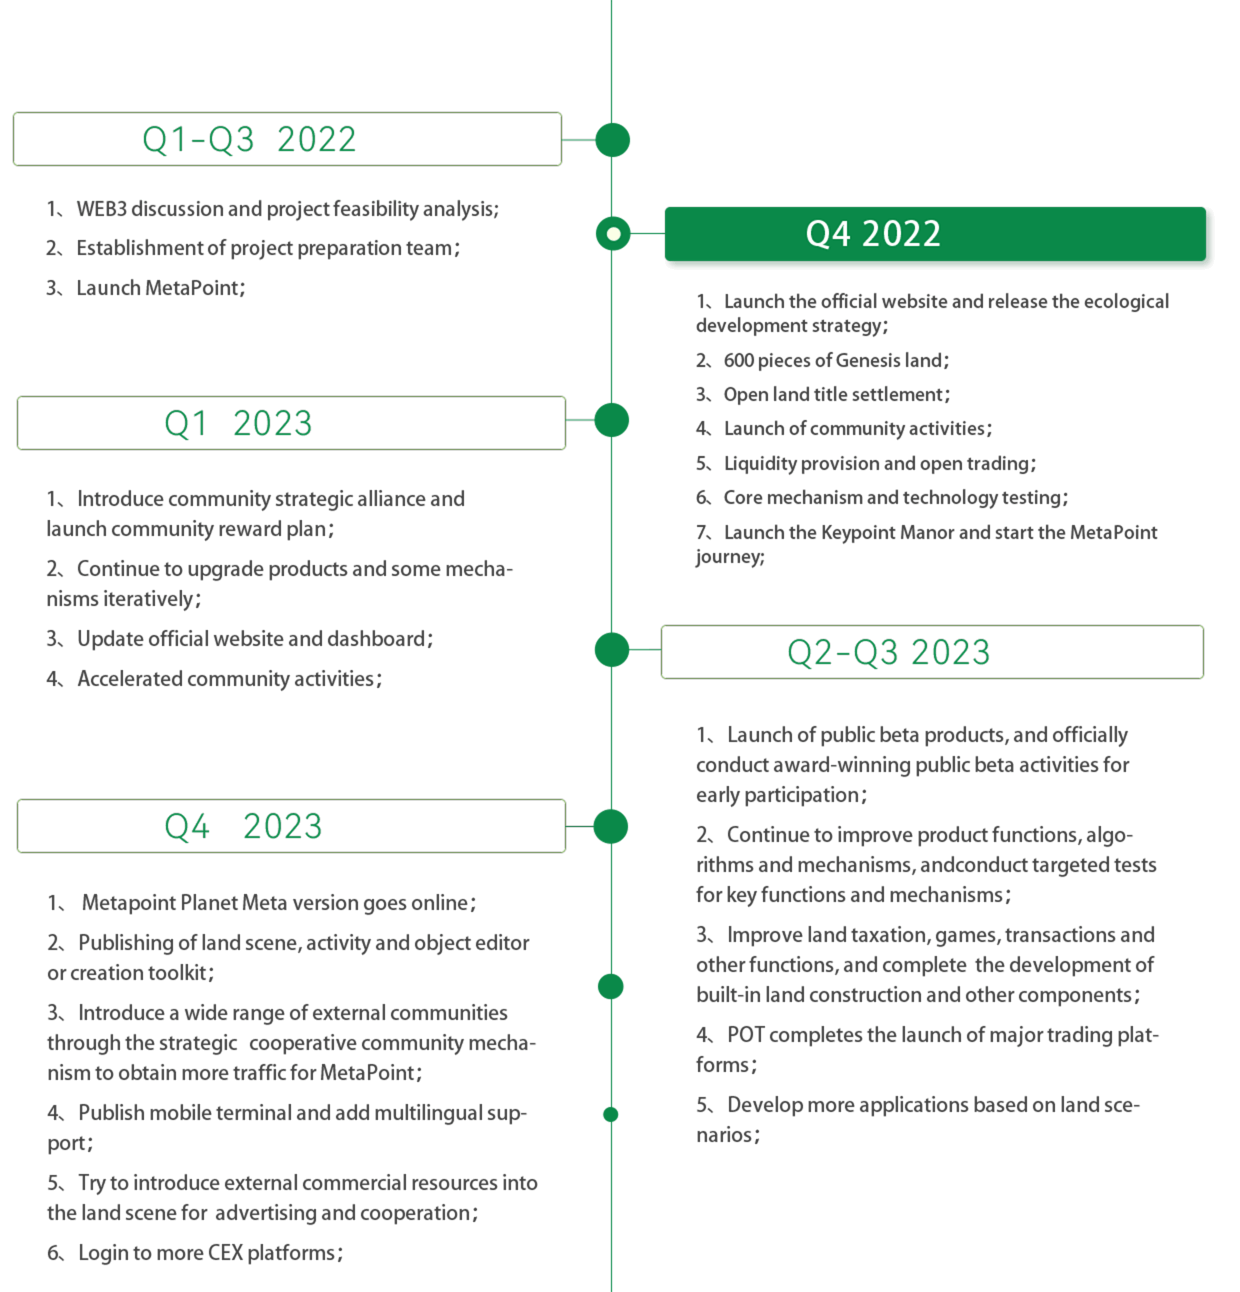 Q1-Q3 2022
1、WEB3 discussion and project feasibility analysis;
2、Establishment of project preparation team;
3、Launch MetaPoint;
Q4 2022
1、Launch the official website and release the ecological
development strategy;
2、600 pieces of Genesis land;
3、Open land title settlement;
4、Launch of community activities;
5、Liquidity provision and open trading;
6、Core mechanism and technology testing;
7、Launch the Keypoint Manor and start the MetaPoint
journey;
Q1 2023
1、Introduce community strategic alliance and
launch community reward plan;
2、Continue to upgrade products and some mecha-
nisms iteratively;
3、Update official website and dashboard;
4、Accelerated community activities;
Q2-Q3 2023
1、Launch of public beta products, and officially
conduct award-winning public beta activities for
early participation;
2、Continue to improve product functions, algo-
rithms and mechanisms, andconduct targeted tests
for key functions and mechanisms;
3、Improve land taxation, games, transactions and
other functions, and complete the development of
built-in land construction and other components;
4、POT completes the launch of major trading plat-
forms;
5、Develop more applications based on land sce-
narios;
Q4 2023
1、Metapoint Planet Meta version goes online;
2、Publishing of land scene, activity and object editor
or creation toolkit;
3、Introduce a wide range of external communities
through the strategic cooperative community mecha-
nism to obtain more traffic for MetaPoint;
4、Publish mobile terminal and add multilingual sup-
port;
5、Try to introduce external commercial resources into
the land scene for advertising and cooperation;
6、Login to more CEX platforms;